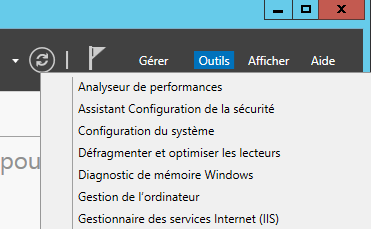 Gérer Outils Afficher Aide
Analyseur de performances
Assistant Configuration de la sécurité
Configuration du système
pou
Défragmenter et optimiser les lecteurs
Diagnostic de mémoire Windows
Gestion de l'ordinateur
Gestionnaire des services Internet (IIS)